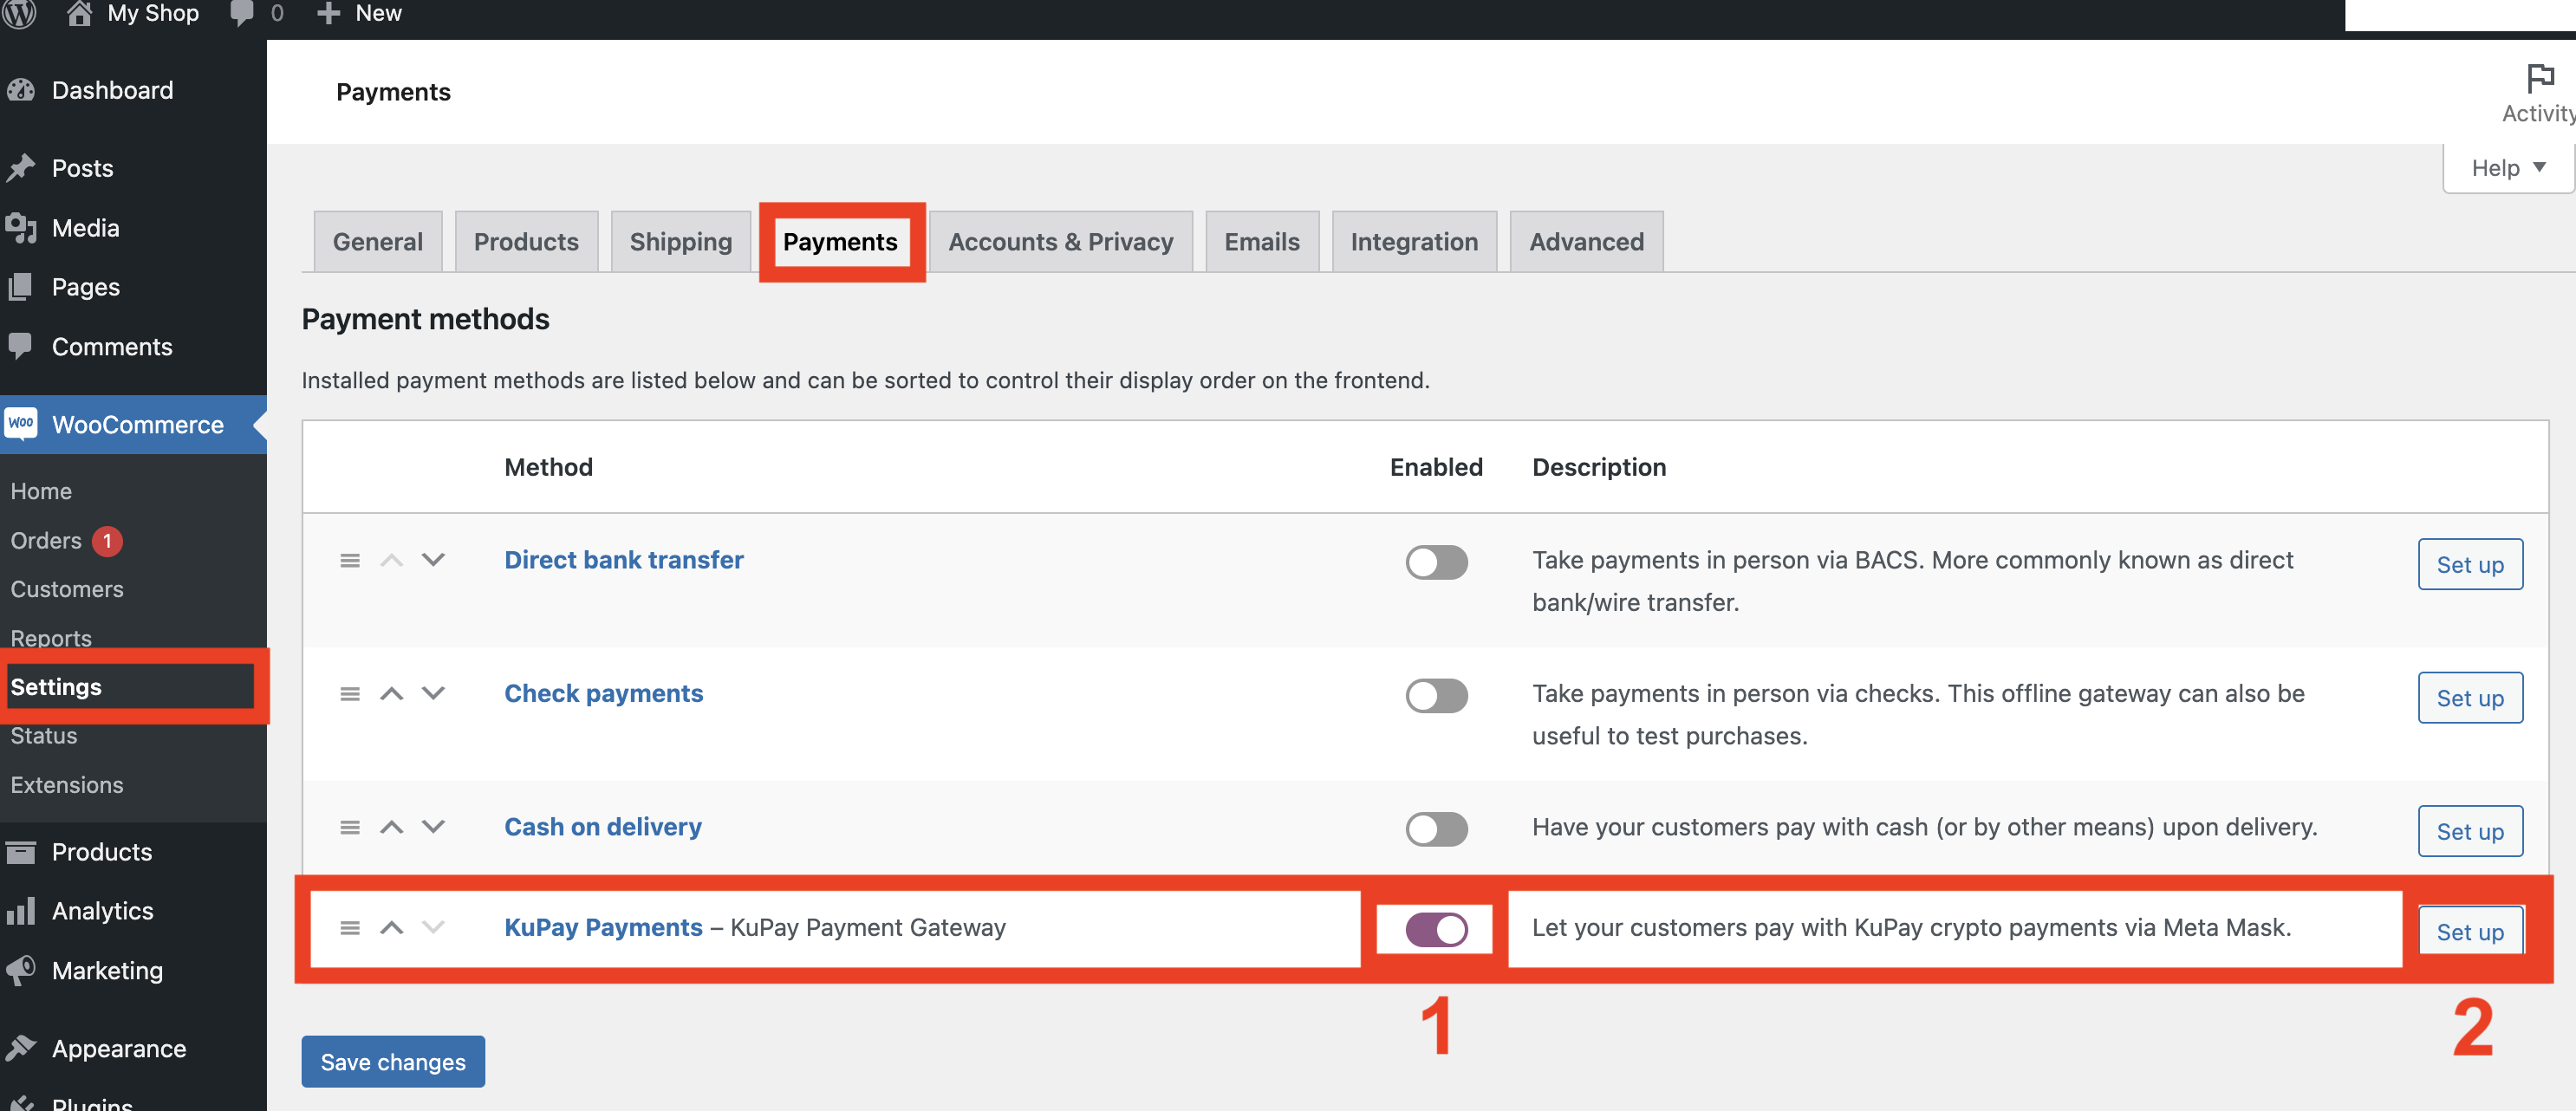 My Shop 0 New
Dashboard
Posts
Media
Pages
Comments
Woo WooCommerce
Home
Orders 1
Customers
Reports
Settings
Status
Extensions
Products
Analytics
Marketing
Appearance
Plugins
Payments
Activity
Help
General Products Shipping Payments Accounts & Privacy Emails Integration Advanced
Payment methods
Installed payment methods are listed below and can be sorted to control their display order on the frontend.
Method Enabled Description
Direct bank transfer Take payments in person via BACS. More commonly known as direct Set up
bank/wire transfer.
Check payments Take payments in person via checks. This offline gateway can also be Set up
useful to test purchases.
Cash on delivery Have your customers pay with cash (or by other means) upon delivery. Set up
KuPay Payments – KuPay Payment Gateway Let your customers pay with KuPay crypto payments via Meta Mask. Set up
1 2
Save changes